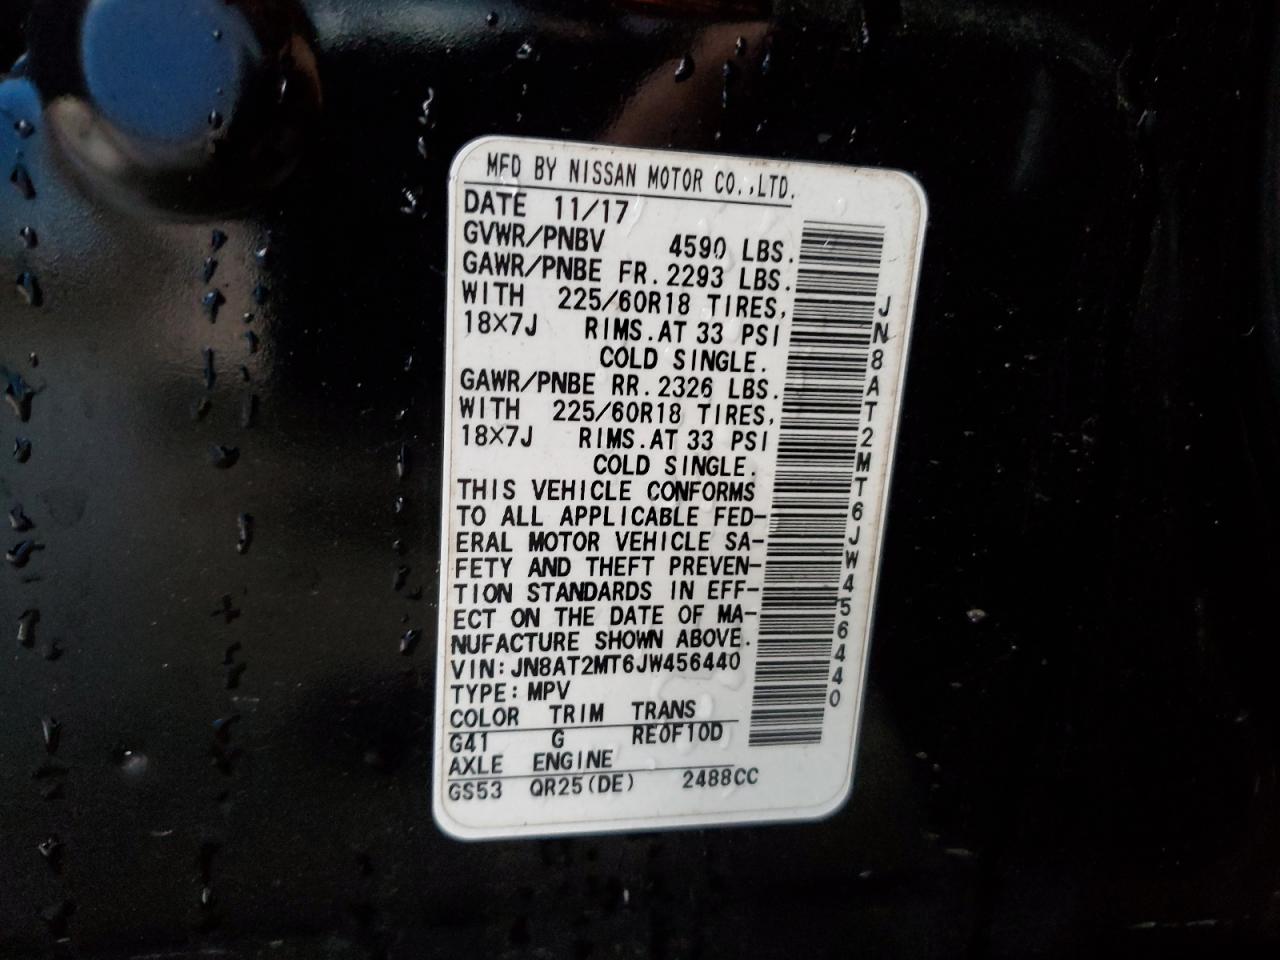 MFD BY NISSAN MOTOR CO.,LTD.
DATE 11/17
GVWR/PNBV 4590 LBS.
GAWR/PNBE FR. 2293 LBS.
WITH 225/60R18 TIRES,
18X7J RIMS.AT 33 PSI
COLD SINGLE.
GAWR/PNBE RR. 2326 LBS.
WITH 225/60R18 TIRES,
18X7J RIMS.AT 33 PSI
COLD SINGLE.
THIS VEHICLE CONFORMS
TO ALL APPLICABLE FED-
ERAL MOTOR VEHICLE SA-
FETY AND THEFT PREVEN-
TION STANDARDS IN EFF-
ECT ON THE DATE OF MA-
NUFACTURE SHOWN ABOVE.
VIN: JN8AT2MT6JW456440
TYPE: MPV
COLOR TRIM TRANS
G41 G RE0F10D
AXLE ENGINE
GS53 QR25(DE) 2488CC
JN8AT2MT6JW456440